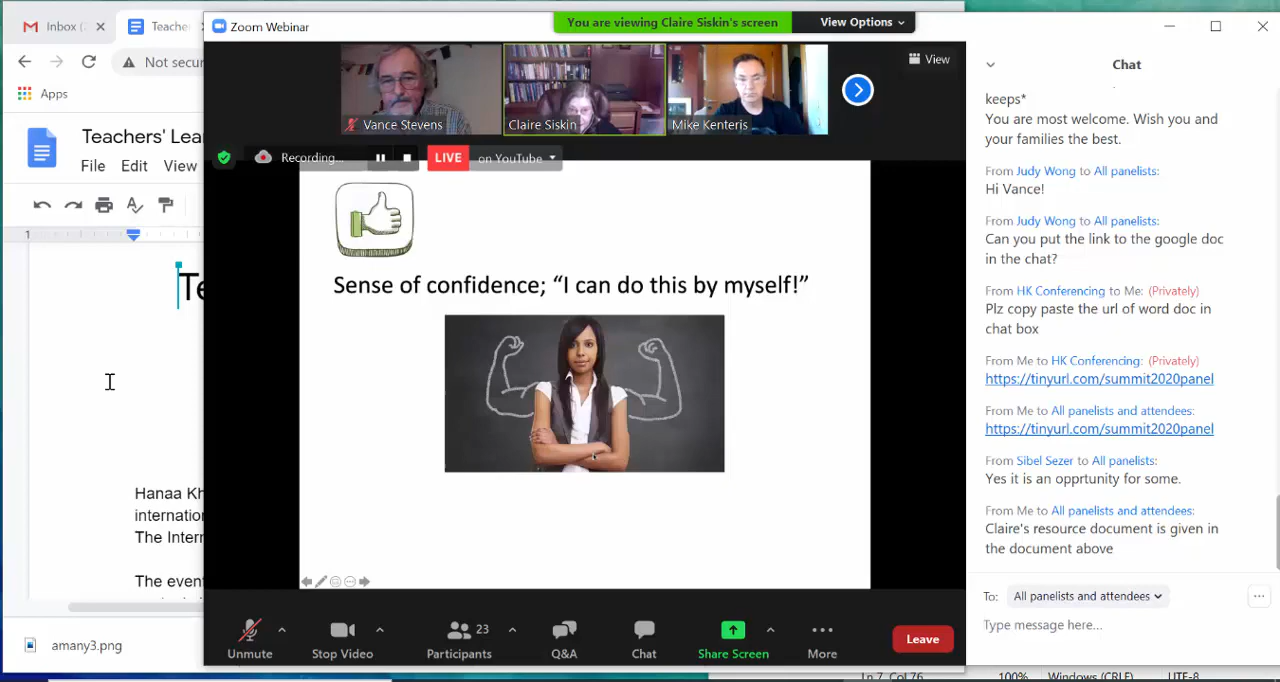 Inbox (
Teache
Not secur
Apps
Teachers' Lea
File Edit View
1
Te
Hanaa Kh
internation
The Intern
The event
amany3.png
Zoom Webinar
You are viewing Claire Siskin's screen
View Options
View
Vance Stevens
Claire Siskin
Mike Kenteris
Recording...
LIVE
on YouTube
Sense of confidence; “I can do this by myself!”
Unmute
Stop Video
23
Participants
Q&A
Chat
Share Screen
More
Leave
Chat
keeps*
You are most welcome. Wish you and
your families the best.
From Judy Wong to All panelists:
Hi Vance!
From Judy Wong to All panelists:
Can you put the link to the google doc
in the chat?
From HK Conferencing to Me: (Privately)
Plz copy paste the url of word doc in
chat box
From Me to HK Conferencing: (Privately)
https://tinyurl.com/summit2020panel
From Me to All panelists and attendees:
https://tinyurl.com/summit2020panel
From Sibel Sezer to All panelists:
Yes it is an opprtunity for some.
From Me to All panelists and attendees:
Claire's resource document is given in
the document above
To: All panelists and attendees
Type message here...
Ln 7, Col 76
100%
Windows (CRLF)
UTF-8